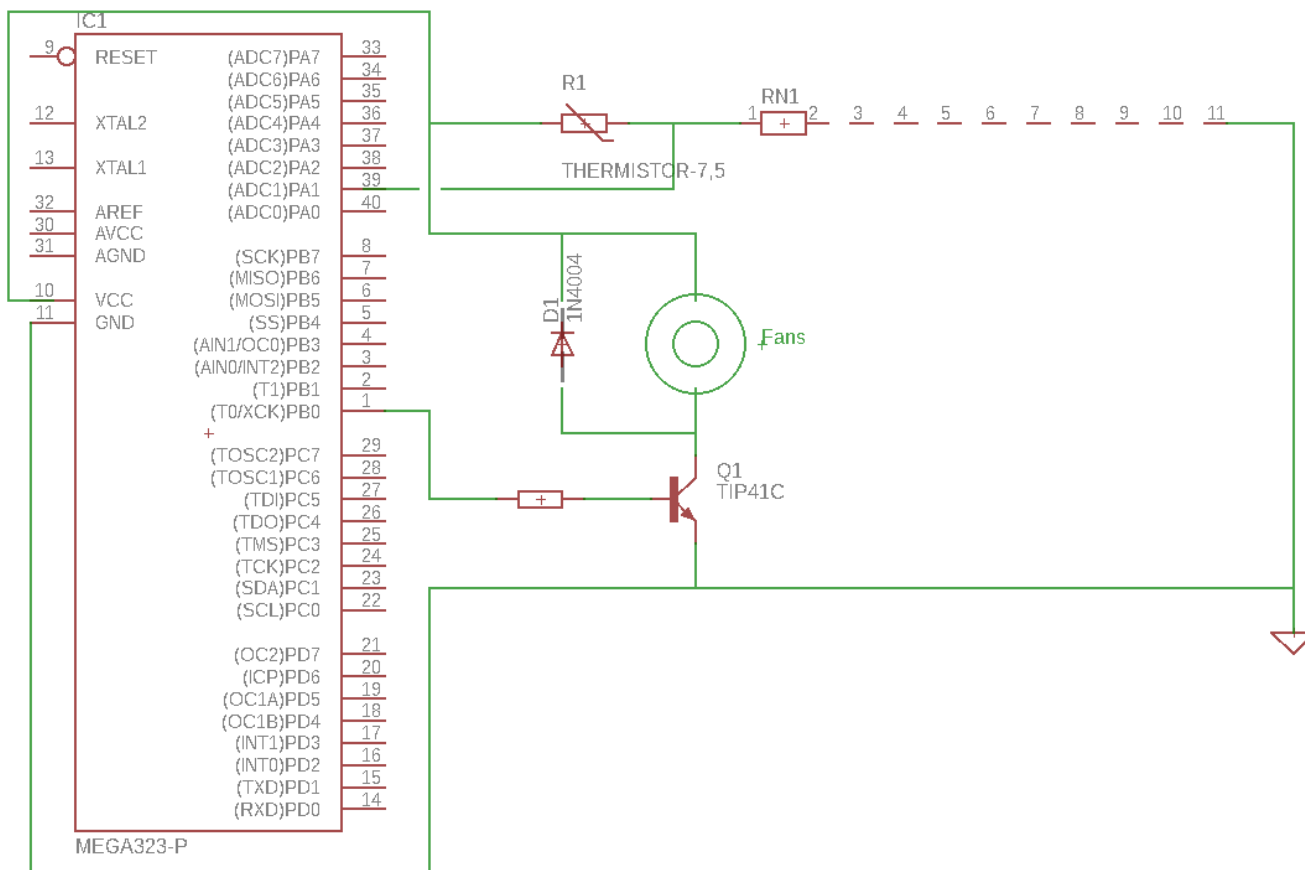 IC1
9 RESET (ADC7)PA7 33
(ADC6)PA6 34
(ADC5)PA5 35
12 XTAL2 (ADC4)PA4 36
(ADC3)PA3 37
13 XTAL1 (ADC2)PA2 38
(ADC1)PA1 39
32 AREF (ADC0)PA0 40
30 AVCC
31 AGND (SCK)PB7 8
(MISO)PB6 7
10 VCC (MOSI)PB5 6
11 GND (SS)PB4 5
(AIN1/OC0)PB3 4
(AIN0/INT2)PB2 3
(T1)PB1 2
(T0/XCK)PB0 1
(TOSC2)PC7 29
(TOSC1)PC6 28
(TDI)PC5 27
(TDO)PC4 26
(TMS)PC3 25
(TCK)PC2 24
(SDA)PC1 23
(SCL)PC0 22
(OC2)PD7 21
(ICP)PD6 20
(OC1A)PD5 19
(OC1B)PD4 18
(INT1)PD3 17
(INT0)PD2 16
(TXD)PD1 15
(RXD)PD0 14
MEGA323-P
R1
THERMISTOR-7,5
RN1
1 2 3 4 5 6 7 8 9 10 11
D1
1N4004
Fans
Q1
TIP41C